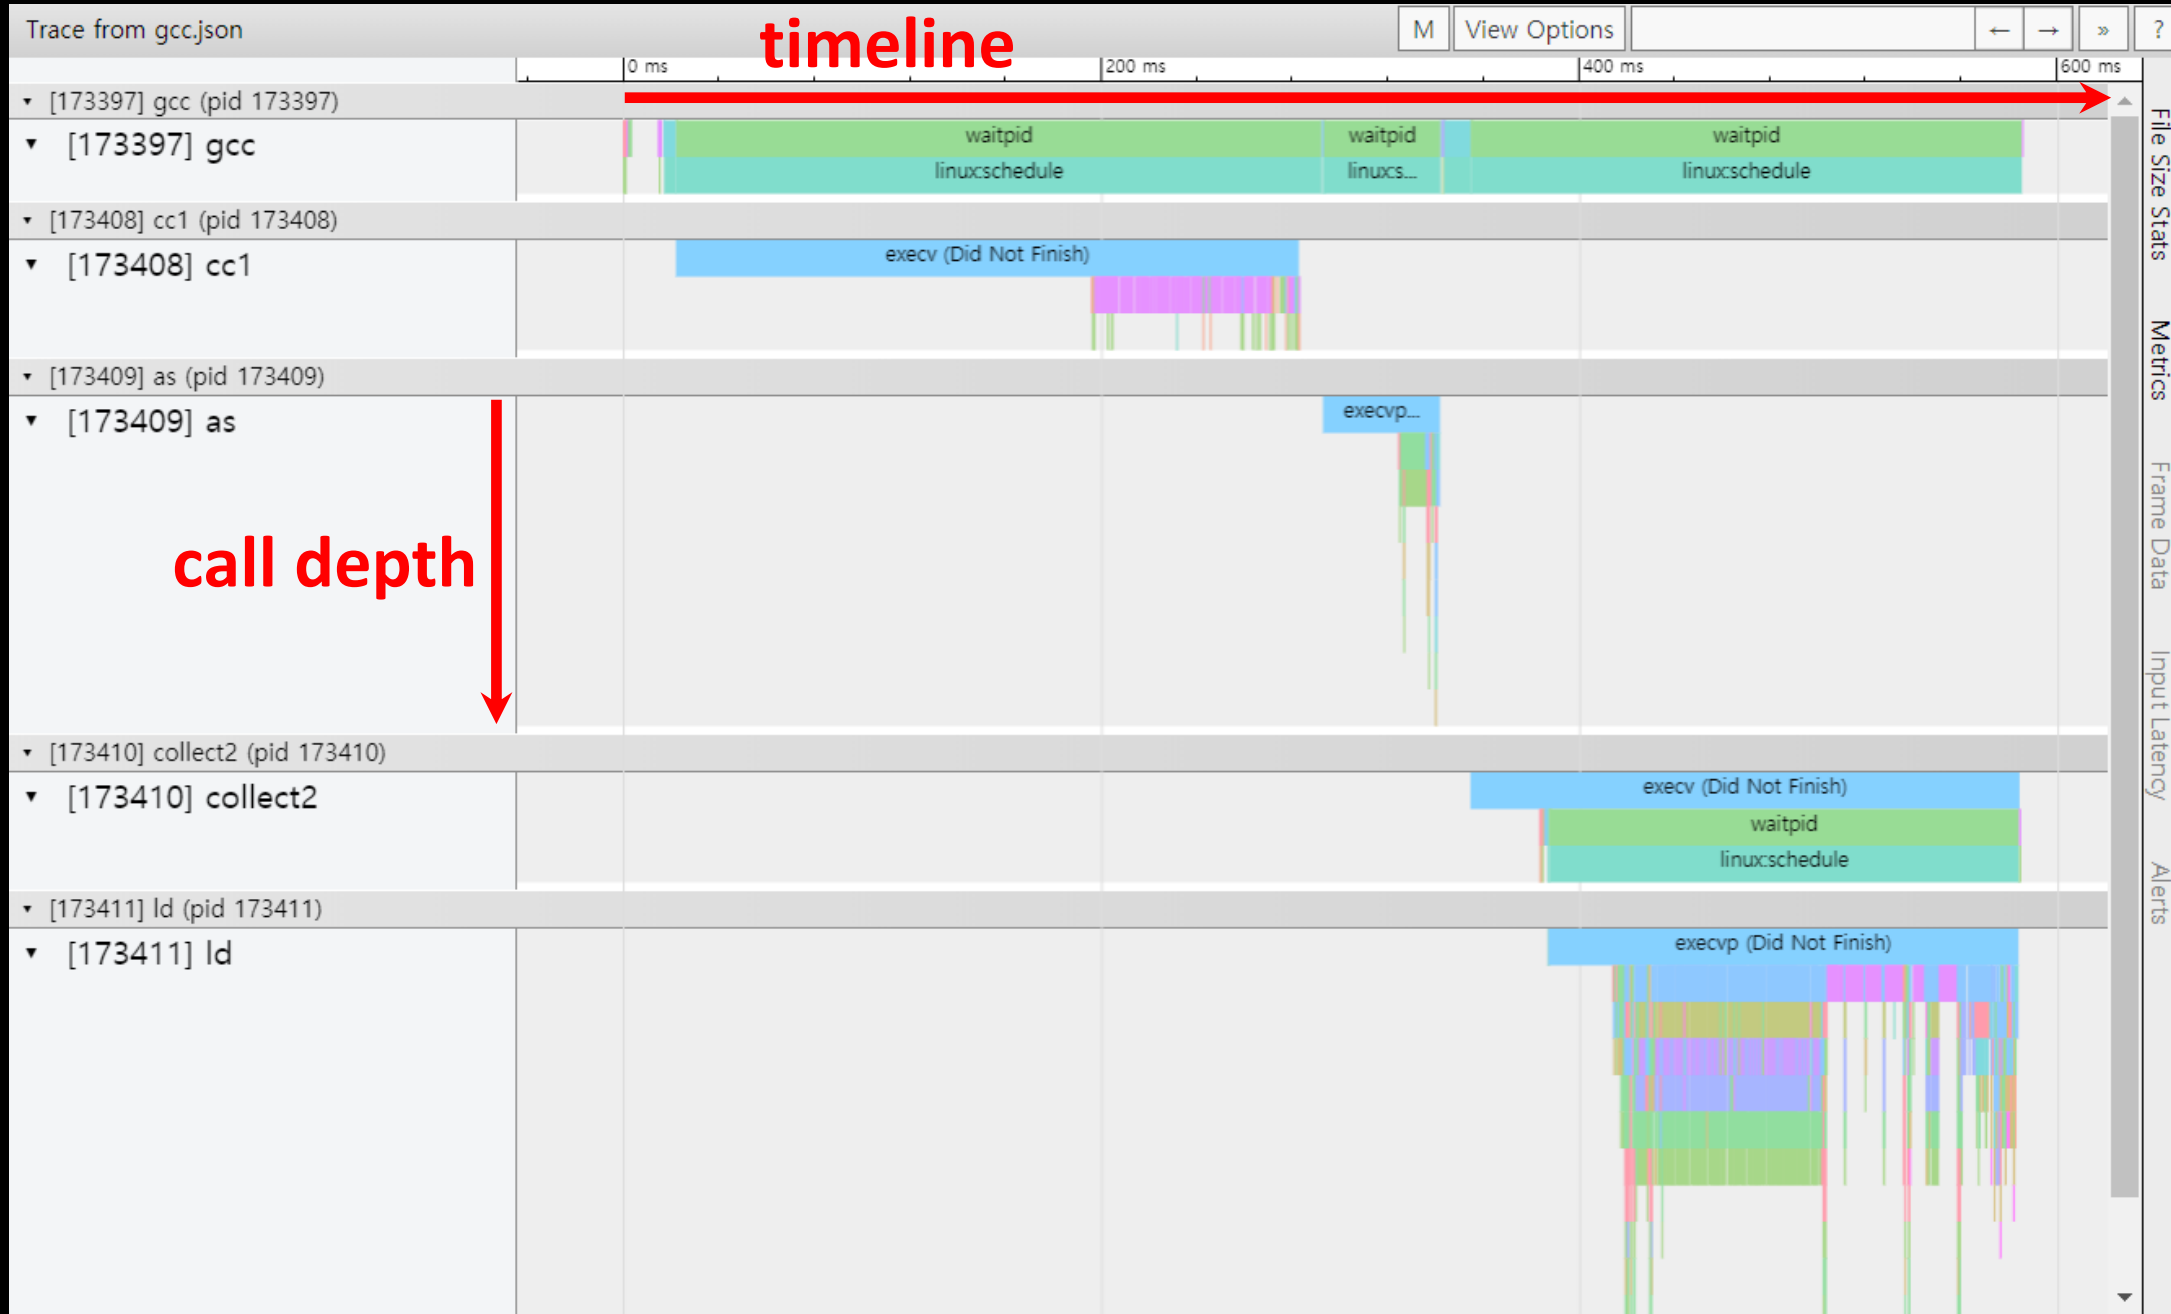 Trace from gcc.json
timeline
M
View Options
←
→
»
?
0 ms
200 ms
400 ms
600 ms
[173397] gcc (pid 173397)
[173397] gcc
waitpid
waitpid
waitpid
linux:schedule
linux:s...
linux:schedule
[173408] cc1 (pid 173408)
[173408] cc1
execv (Did Not Finish)
[173409] as (pid 173409)
[173409] as
execvp...
call depth
[173410] collect2 (pid 173410)
[173410] collect2
execv (Did Not Finish)
waitpid
linux:schedule
[173411] ld (pid 173411)
[173411] ld
execvp (Did Not Finish)
File Size Stats
Metrics
Frame Data
Input Latency
Alerts